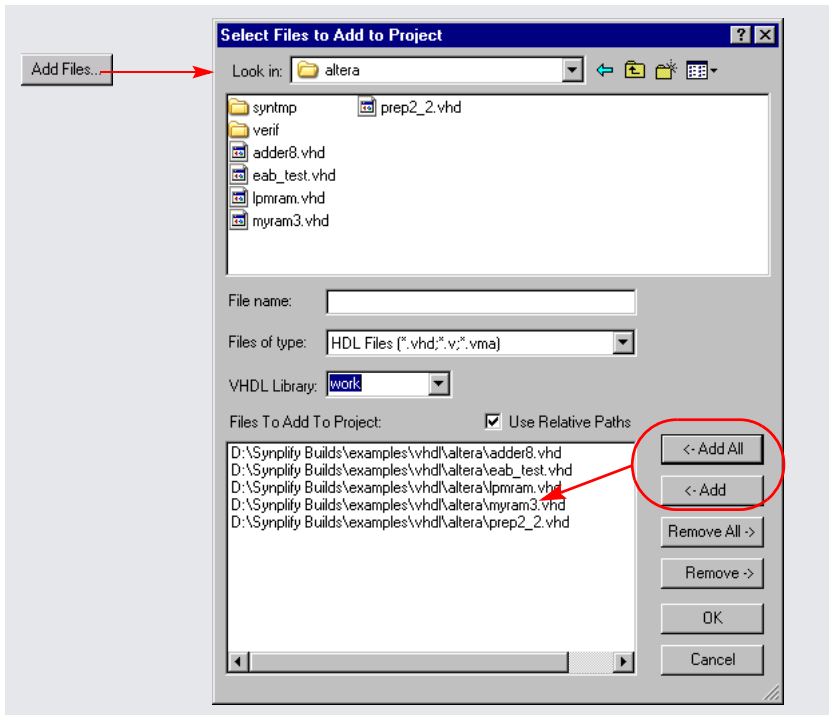 Select Files to Add to Project
Add Files...
Look in: altera
syntmp prep2_2.vhd
verif
adder8.vhd
eab_test.vhd
lpmram.vhd
myram3.vhd
File name:
Files of type: HDL Files (*.vhd;*.v;*.vma)
VHDL Library: work
Files To Add To Project: Use Relative Paths
D:\Synplify Builds\examples\vhdl\altera\adder8.vhd
D:\Synplify Builds\examples\vhdl\altera\eab_test.vhd
D:\Synplify Builds\examples\vhdl\altera\lpmram.vhd
D:\Synplify Builds\examples\vhdl\altera\myram3.vhd
D:\Synplify Builds\examples\vhdl\altera\prep2_2.vhd
<- Add All
<- Add
Remove All ->
Remove ->
OK
Cancel